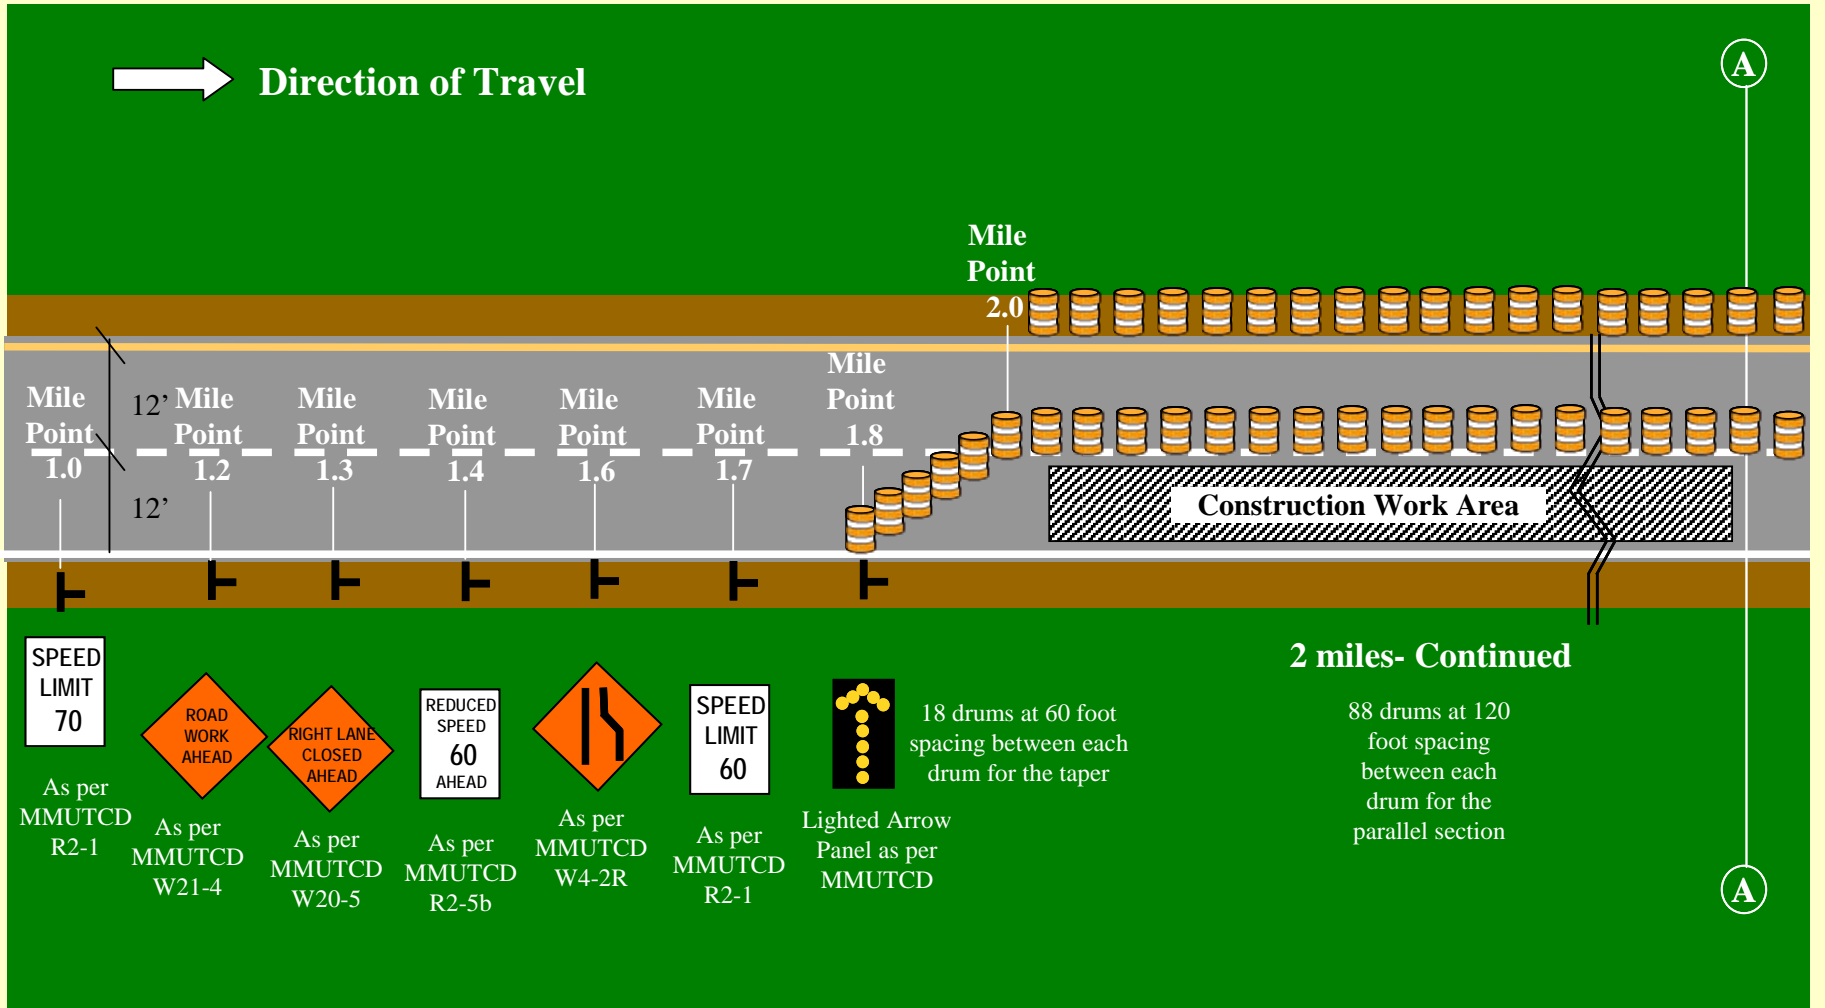 Direction of Travel
A
Mile
Point
2.0
Mile
Point
1.8
Mile
Point
1.0
12’
12’
Mile
Point
1.2
Mile
Point
1.3
Mile
Point
1.4
Mile
Point
1.6
Mile
Point
1.7
Construction Work Area
SPEED
LIMIT
70
As per
MMUTCD
R2-1
ROAD
WORK
AHEAD
As per
MMUTCD
W21-4
RIGHT LANE
CLOSED
AHEAD
As per
MMUTCD
W20-5
REDUCED
SPEED
60
AHEAD
As per
MMUTCD
R2-5b
As per
MMUTCD
W4-2R
SPEED
LIMIT
60
As per
MMUTCD
R2-1
Lighted Arrow
Panel as per
MMUTCD
18 drums at 60 foot
spacing between each
drum for the taper
2 miles- Continued
88 drums at 120
foot spacing
between each
drum for the
parallel section
A